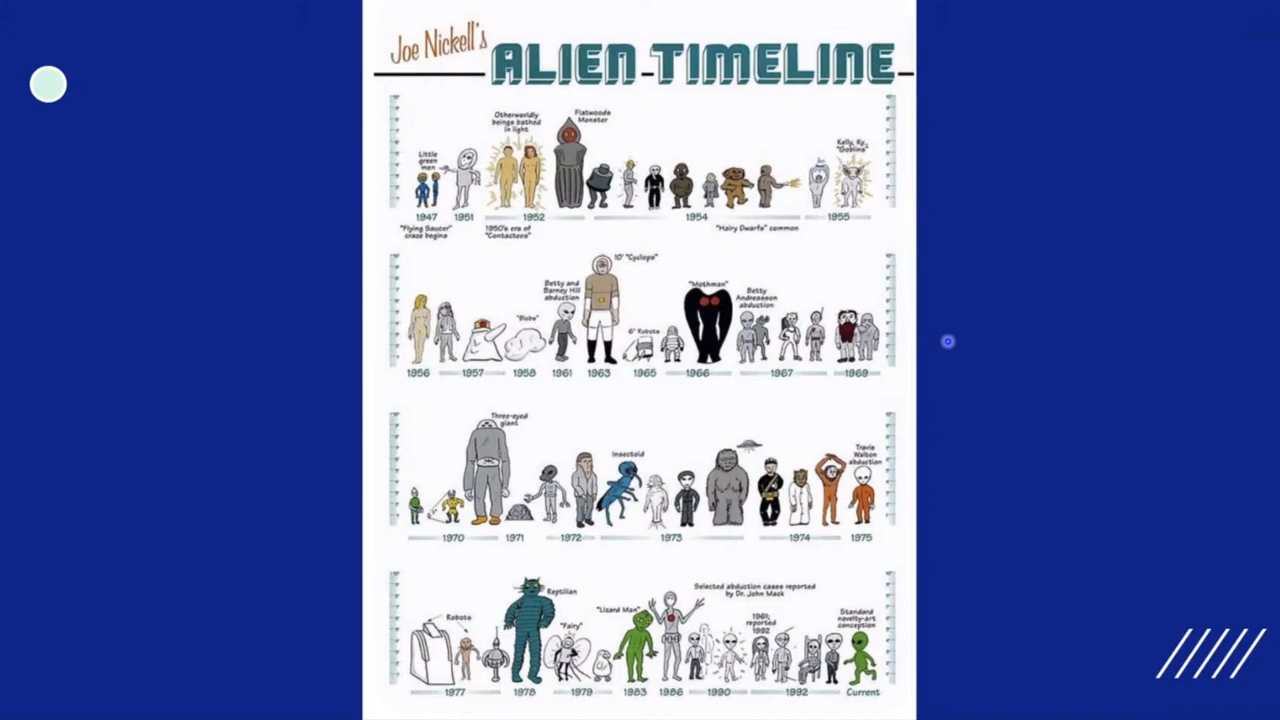 Joe Nickell's
ALIEN TIMELINE
Little
green
men
Otherworldly
beings bathed
in light
Flatwoods
Monster
Kelly, Ky.,
"Goblins"
1947 1951 1952 1954 1955
"Flying Saucer"
craze begins
1950's era of
"Contactees"
"Hairy Dwarfs" common
Betty and
Barney Hill
abduction
10' "Cyclops"
"Blobs"
6" Robots
"Mothman"
Betty
Andreasson
abduction
1956 1957 1958 1961 1963 1965 1966 1967 1969
Three-eyed
giant
Insectoid
Travis
Walton
abduction
1970 1971 1972 1973 1974 1975
Robots
Reptilian
"Fairy"
"Lizard Man"
Selected abduction cases reported
by Dr. John Mack
1961;
reported
1992
Standard
novelty-art
conception
1977 1978 1979 1983 1986 1990 1992 Current